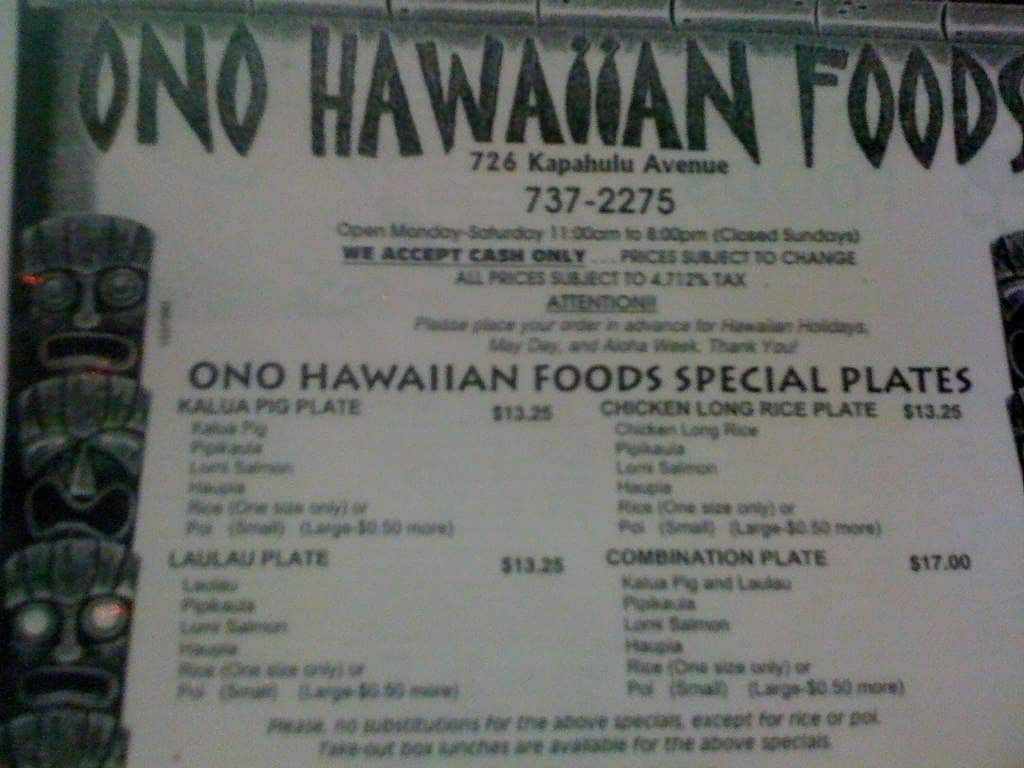 ONO HAWAIIAN FOODS
726 Kapahulu Avenue
737-2275
Open Monday-Saturday 11:00am to 8:00pm (Closed Sundays)
WE ACCEPT CASH ONLY ... PRICES SUBJECT TO CHANGE
ALL PRICES SUBJECT TO 4.712% TAX
ATTENTION!!
Please place your order in advance for Hawaiian Holidays,
May Day, and Aloha Week. Thank You!
ONO HAWAIIAN FOODS SPECIAL PLATES
KALUA PIG PLATE $13.25
Kalua Pig
Pipikaula
Lomi Salmon
Haupia
Rice (One size only) or
Poi (Small) (Large-$0.50 more)
CHICKEN LONG RICE PLATE $13.25
Chicken Long Rice
Pipikaula
Lomi Salmon
Haupia
Rice (One size only) or
Poi (Small) (Large-$0.50 more)
LAULAU PLATE $13.25
Laulau
Pipikaula
Lomi Salmon
Haupia
Rice (One size only) or
Poi (Small) (Large-$0.50 more)
COMBINATION PLATE $17.00
Kalua Pig and Laulau
Pipikaula
Lomi Salmon
Haupia
Rice (One size only) or
Poi (Small) (Large-$0.50 more)
Please, no substitutions for the above specials, except for rice or poi.
Take-out box lunches are available for the above specials